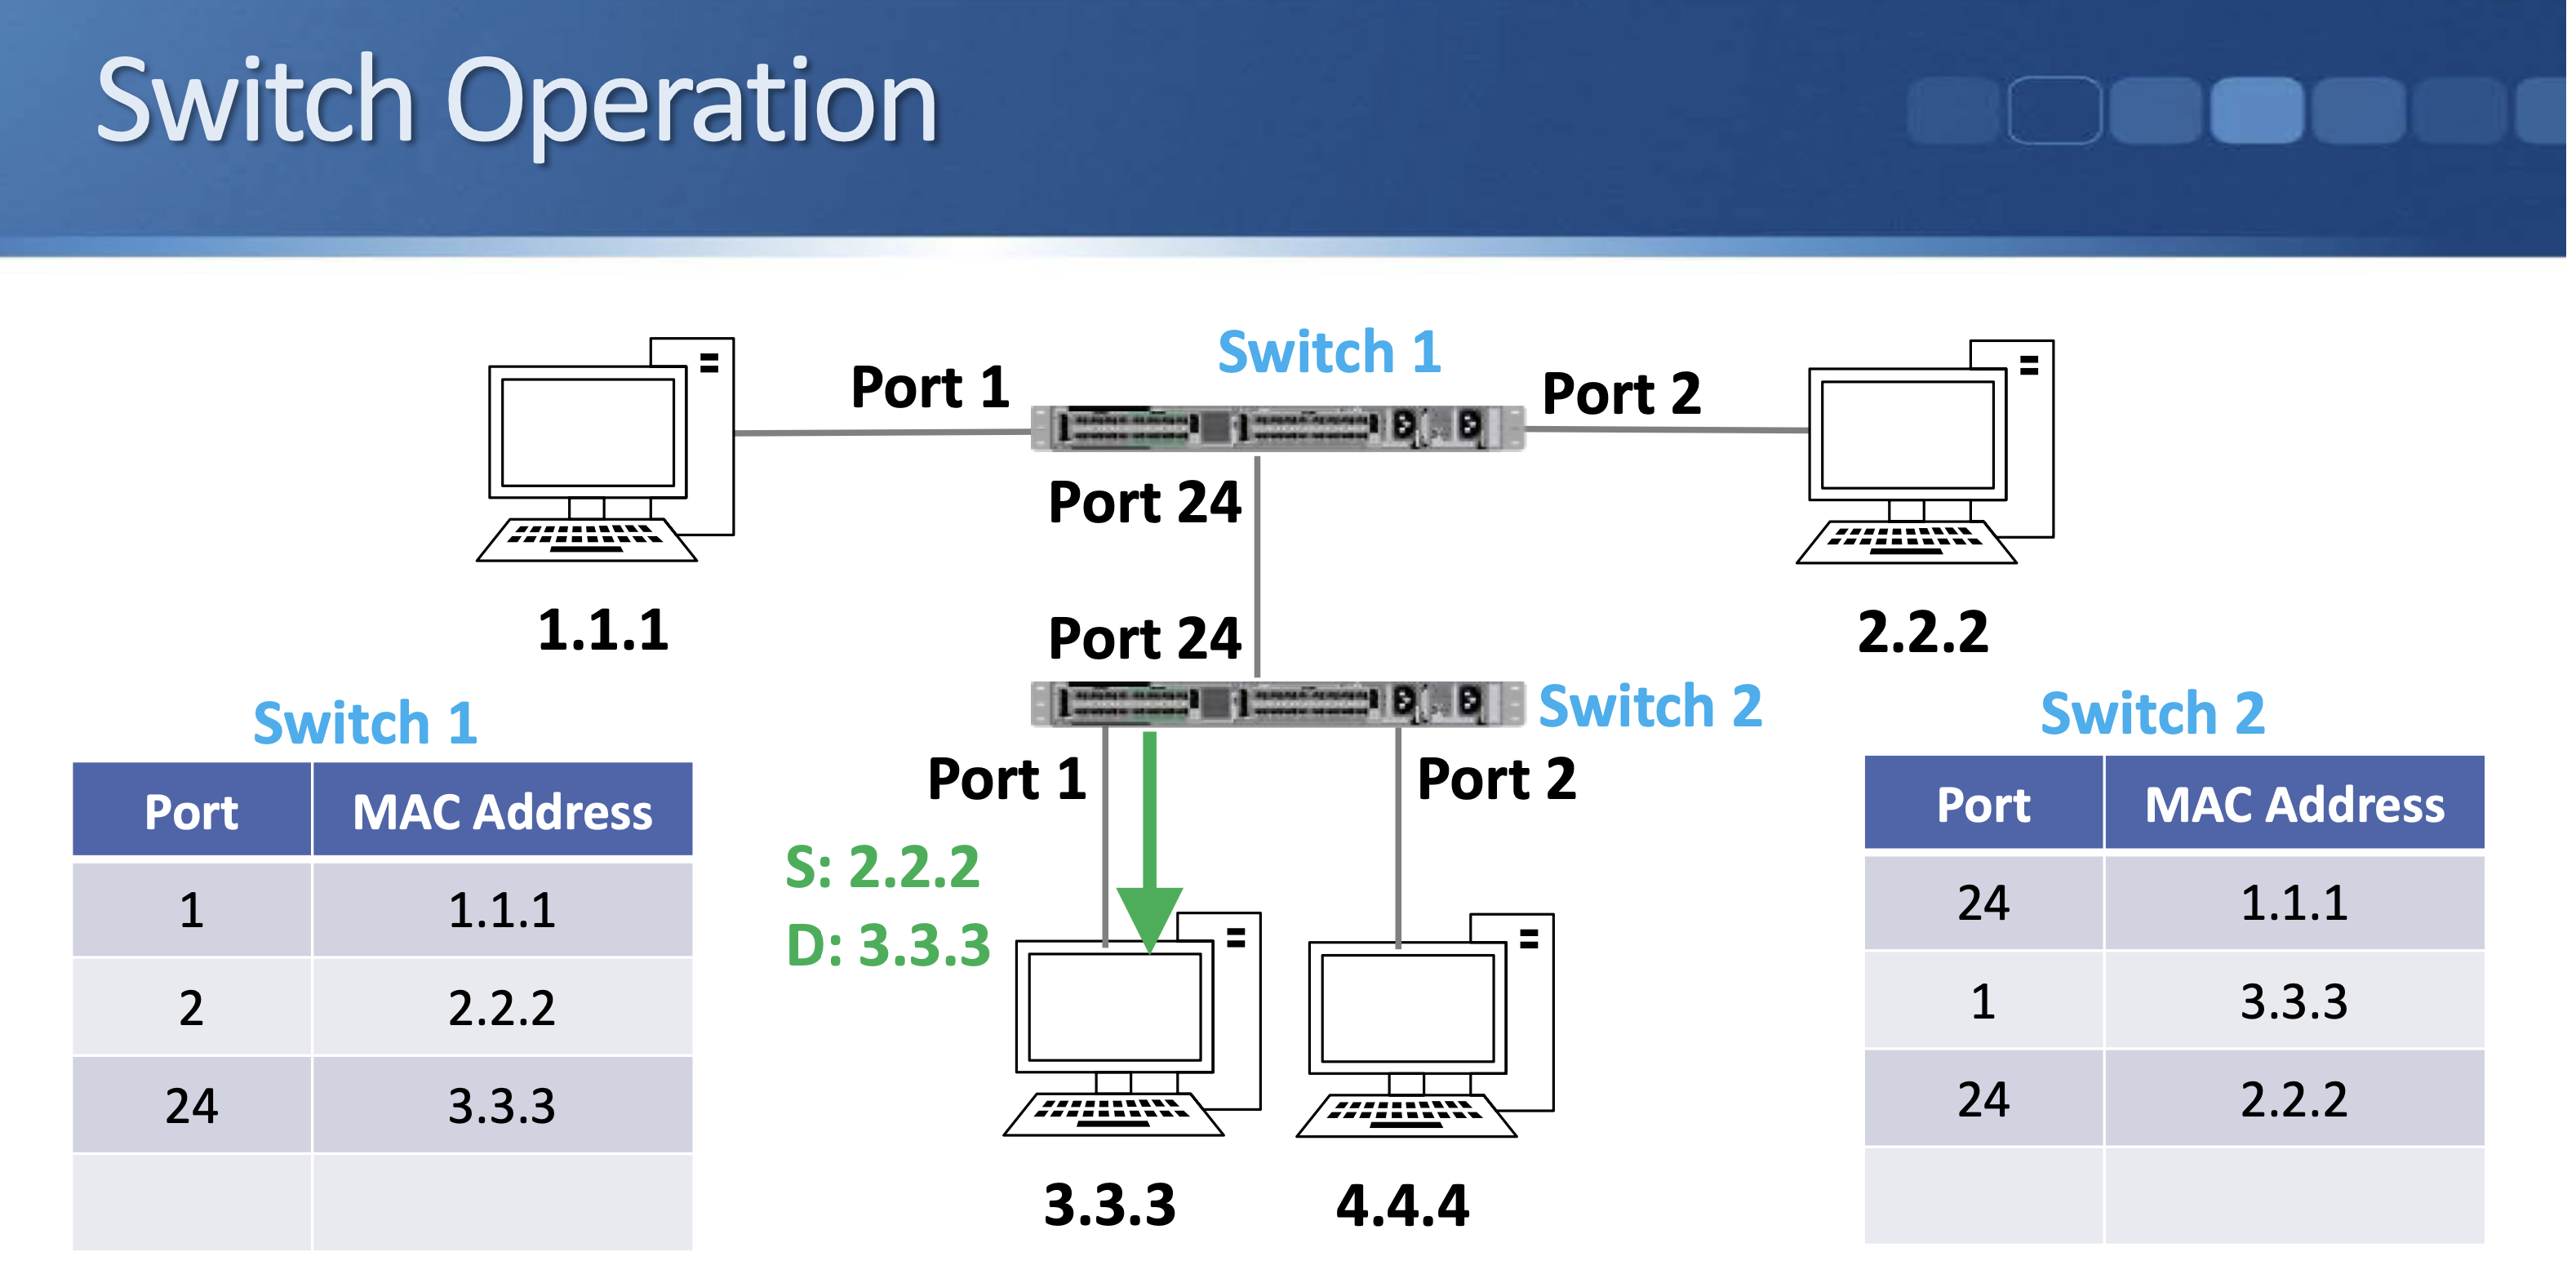 Switch Operation
Switch 1
Port 1
Port 2
Port 24
1.1.1
2.2.2
Port 24
Switch 2
Port 1
Port 2
S: 2.2.2
D: 3.3.3
3.3.3
4.4.4
Switch 1
Port MAC Address
1 1.1.1
2 2.2.2
24 3.3.3
Switch 2
Port MAC Address
24 1.1.1
1 3.3.3
24 2.2.2